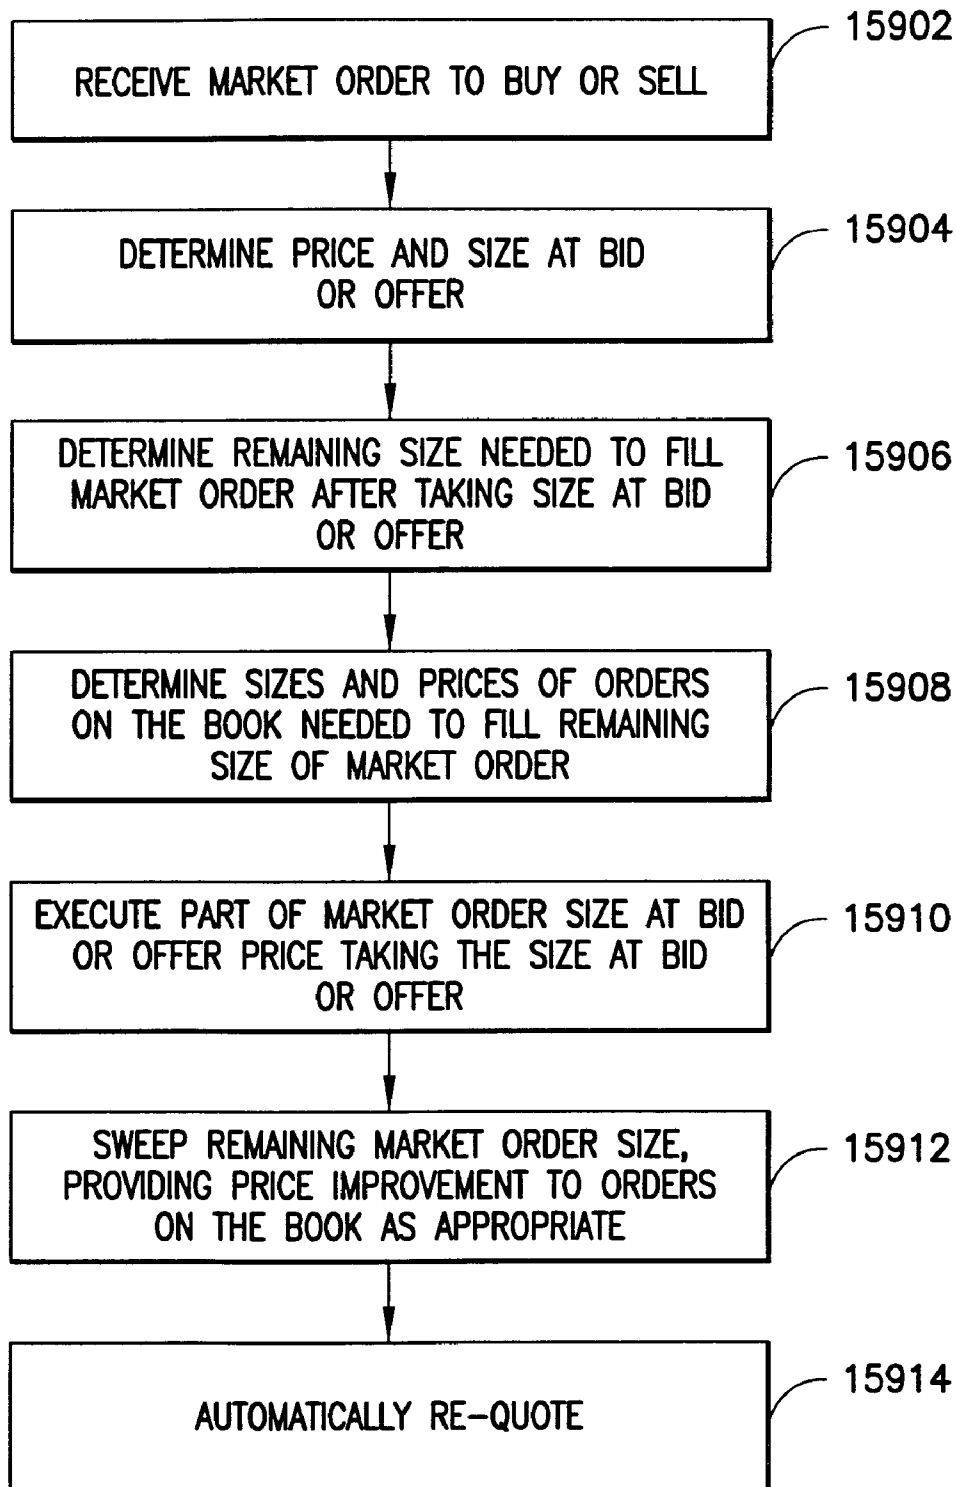 15902
RECEIVE MARKET ORDER TO BUY OR SELL
15904
DETERMINE PRICE AND SIZE AT BID
OR OFFER
15906
DETERMINE REMAINING SIZE NEEDED TO FILL
MARKET ORDER AFTER TAKING SIZE AT BID
OR OFFER
15908
DETERMINE SIZES AND PRICES OF ORDERS
ON THE BOOK NEEDED TO FILL REMAINING
SIZE OF MARKET ORDER
15910
EXECUTE PART OF MARKET ORDER SIZE AT BID
OR OFFER PRICE TAKING THE SIZE AT BID
OR OFFER
15912
SWEEP REMAINING MARKET ORDER SIZE,
PROVIDING PRICE IMPROVEMENT TO ORDERS
ON THE BOOK AS APPROPRIATE
15914
AUTOMATICALLY RE-QUOTE